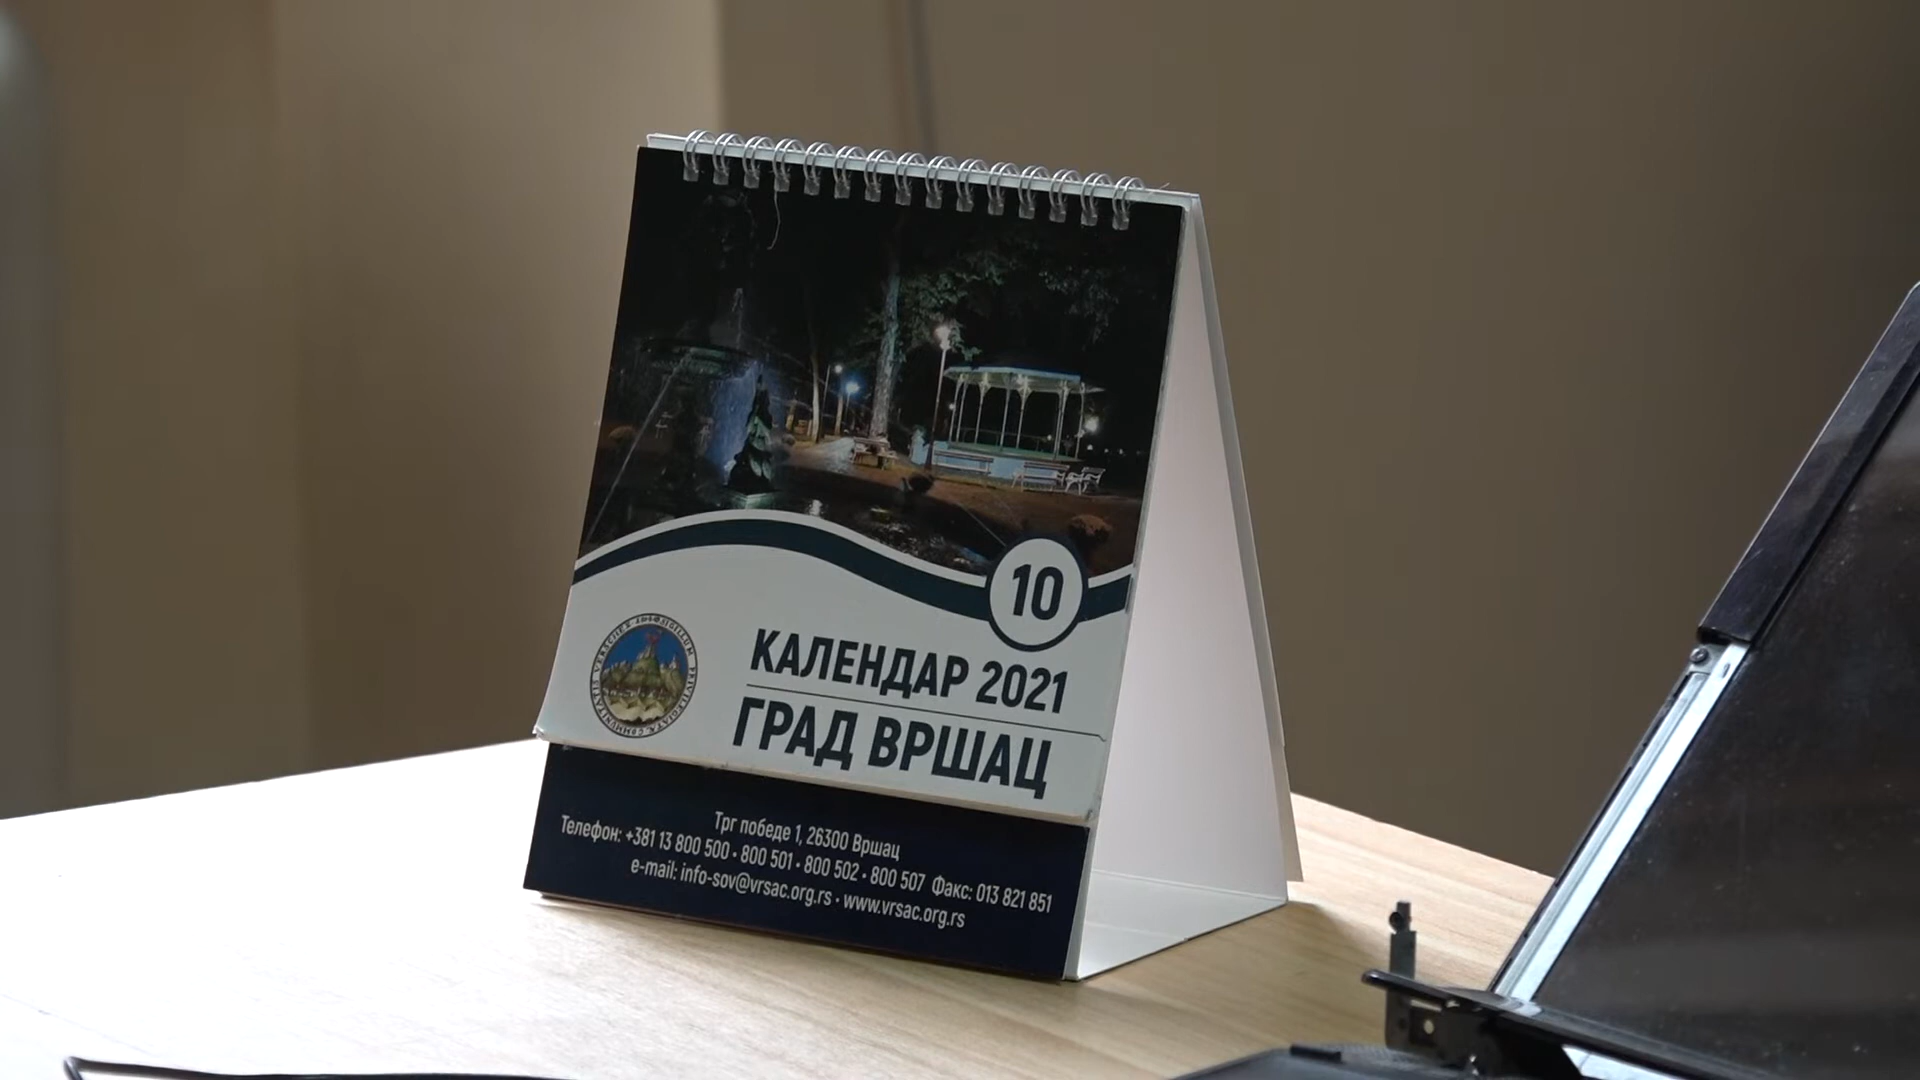 10
КАЛЕНДАР 2021
ГРАД ВРШАЦ
Трг победе 1, 26300 Вршац
Телефон: +381 13 800 500 • 800 501 • 800 502 • 800 507 Факс: 013 821 851
e-mail: info-sov@vrsac.org.rs • www.vrsac.org.rs